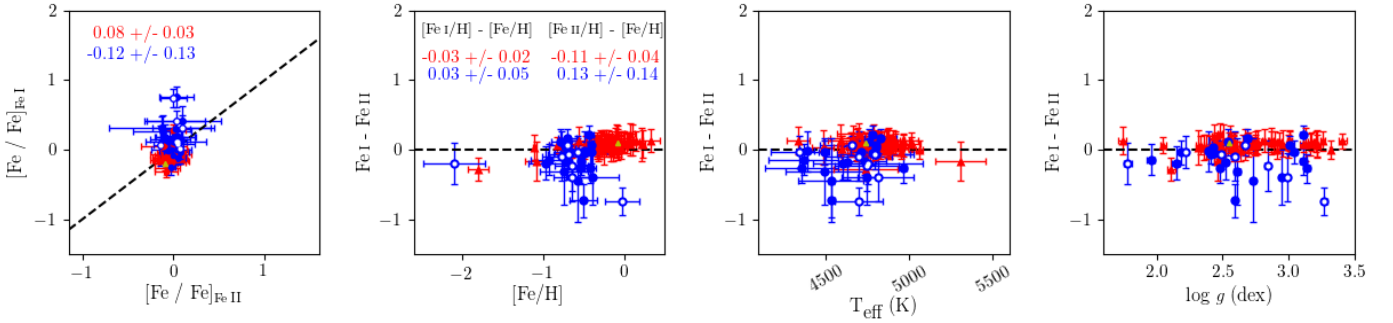 2
1
0
−1
−1
0
1
[Fe / Fe]Fe I
[Fe / Fe]Fe II
0.08 +/- 0.03
-0.12 +/- 0.13
2
1
0
−1
−2
−1
0
Fe I - Fe II
[Fe/H]
[Fe I/H] - [Fe/H] [Fe II/H] - [Fe/H]
-0.03 +/- 0.02 -0.11 +/- 0.04
0.03 +/- 0.05 0.13 +/- 0.14
2
1
0
−1
4500
5000
5500
Fe I - Fe II
Teff (K)
2
1
0
−1
2.0
2.5
3.0
3.5
Fe I - Fe II
log g (dex)